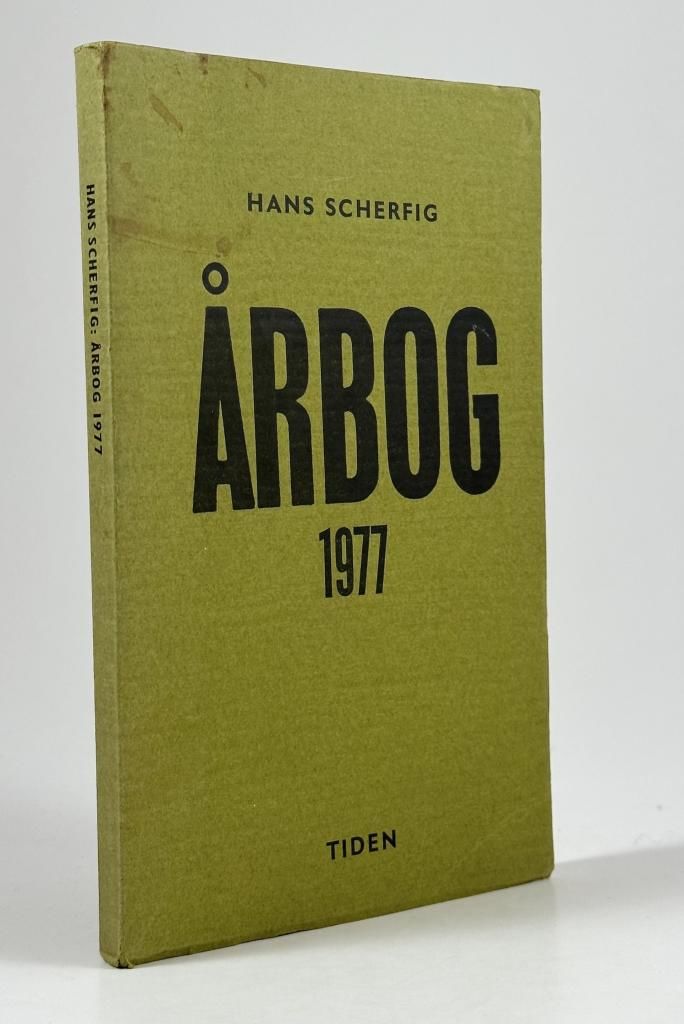 HANS SCHERFIG: ÅRBOG 1977
HANS SCHERFIG
ÅRBOG
1977
TIDEN